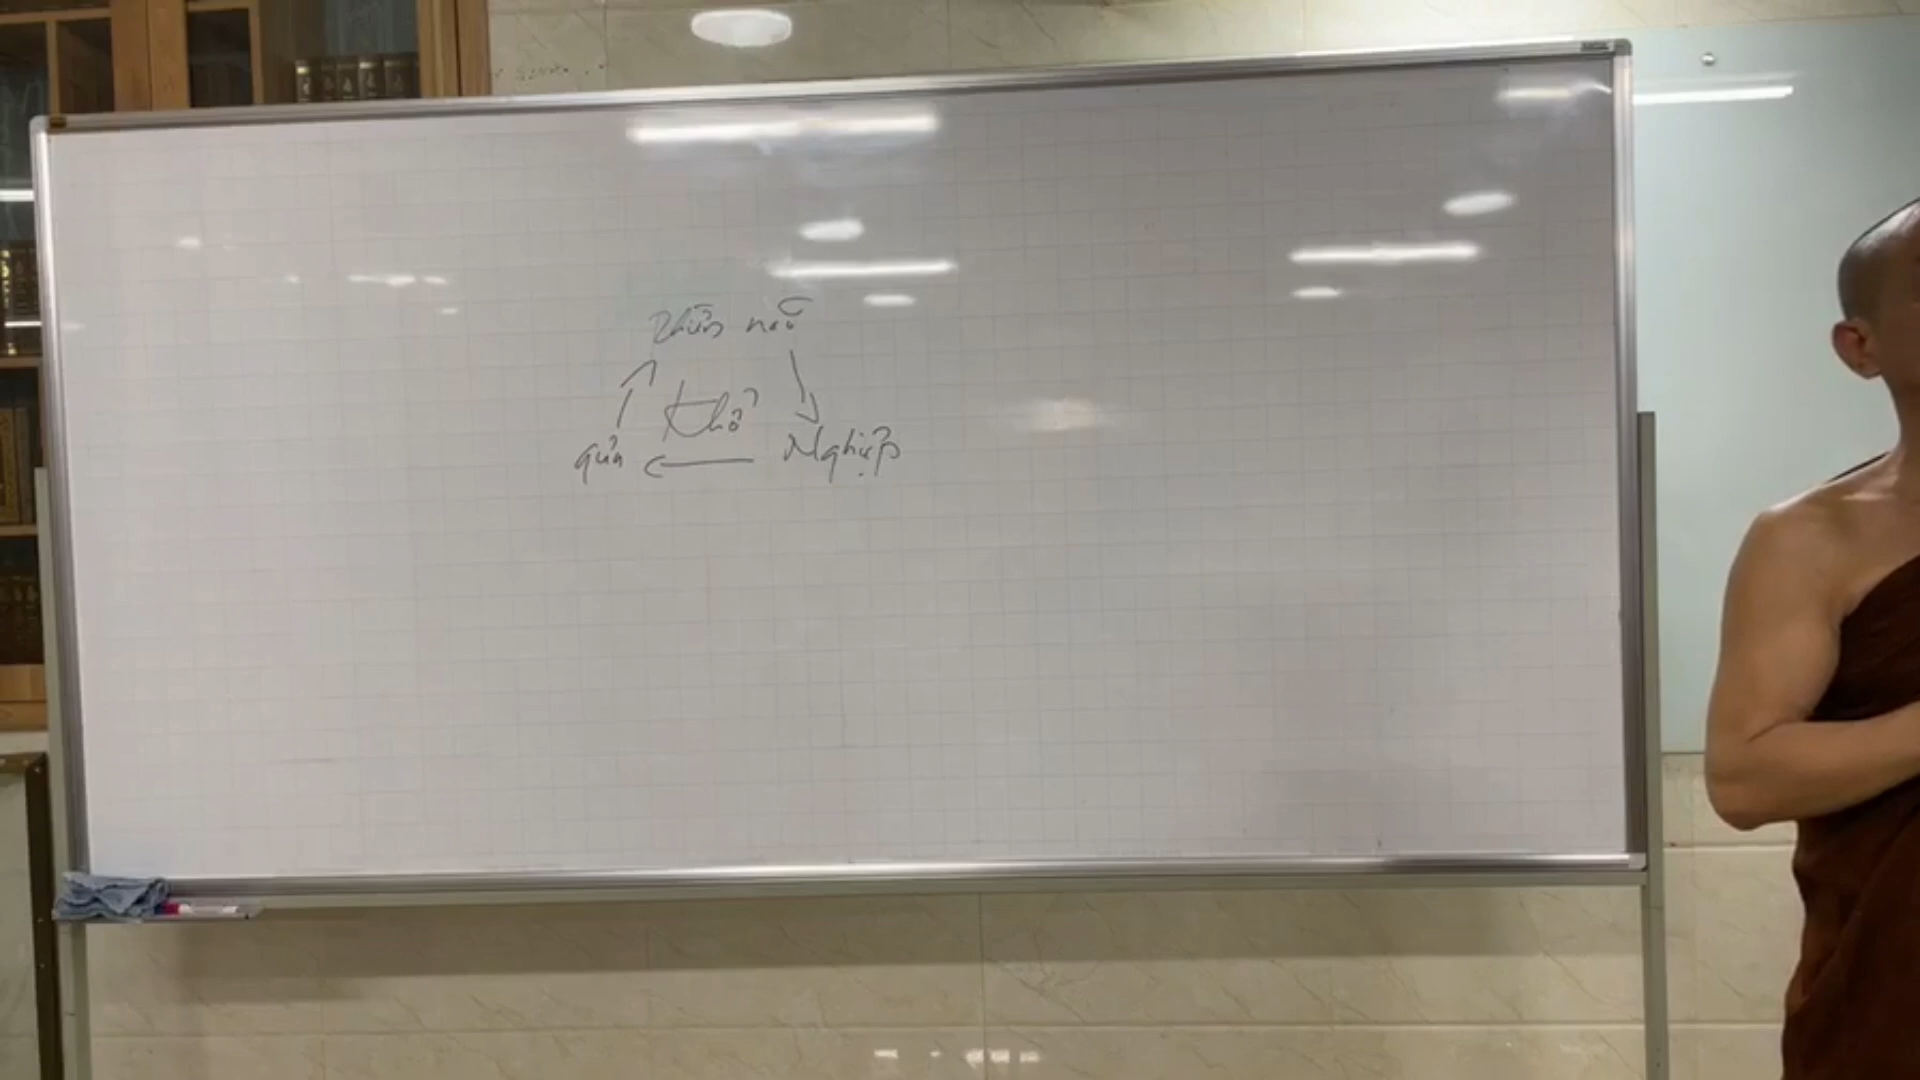 Phiền não
khổ
quả
Nghiệp